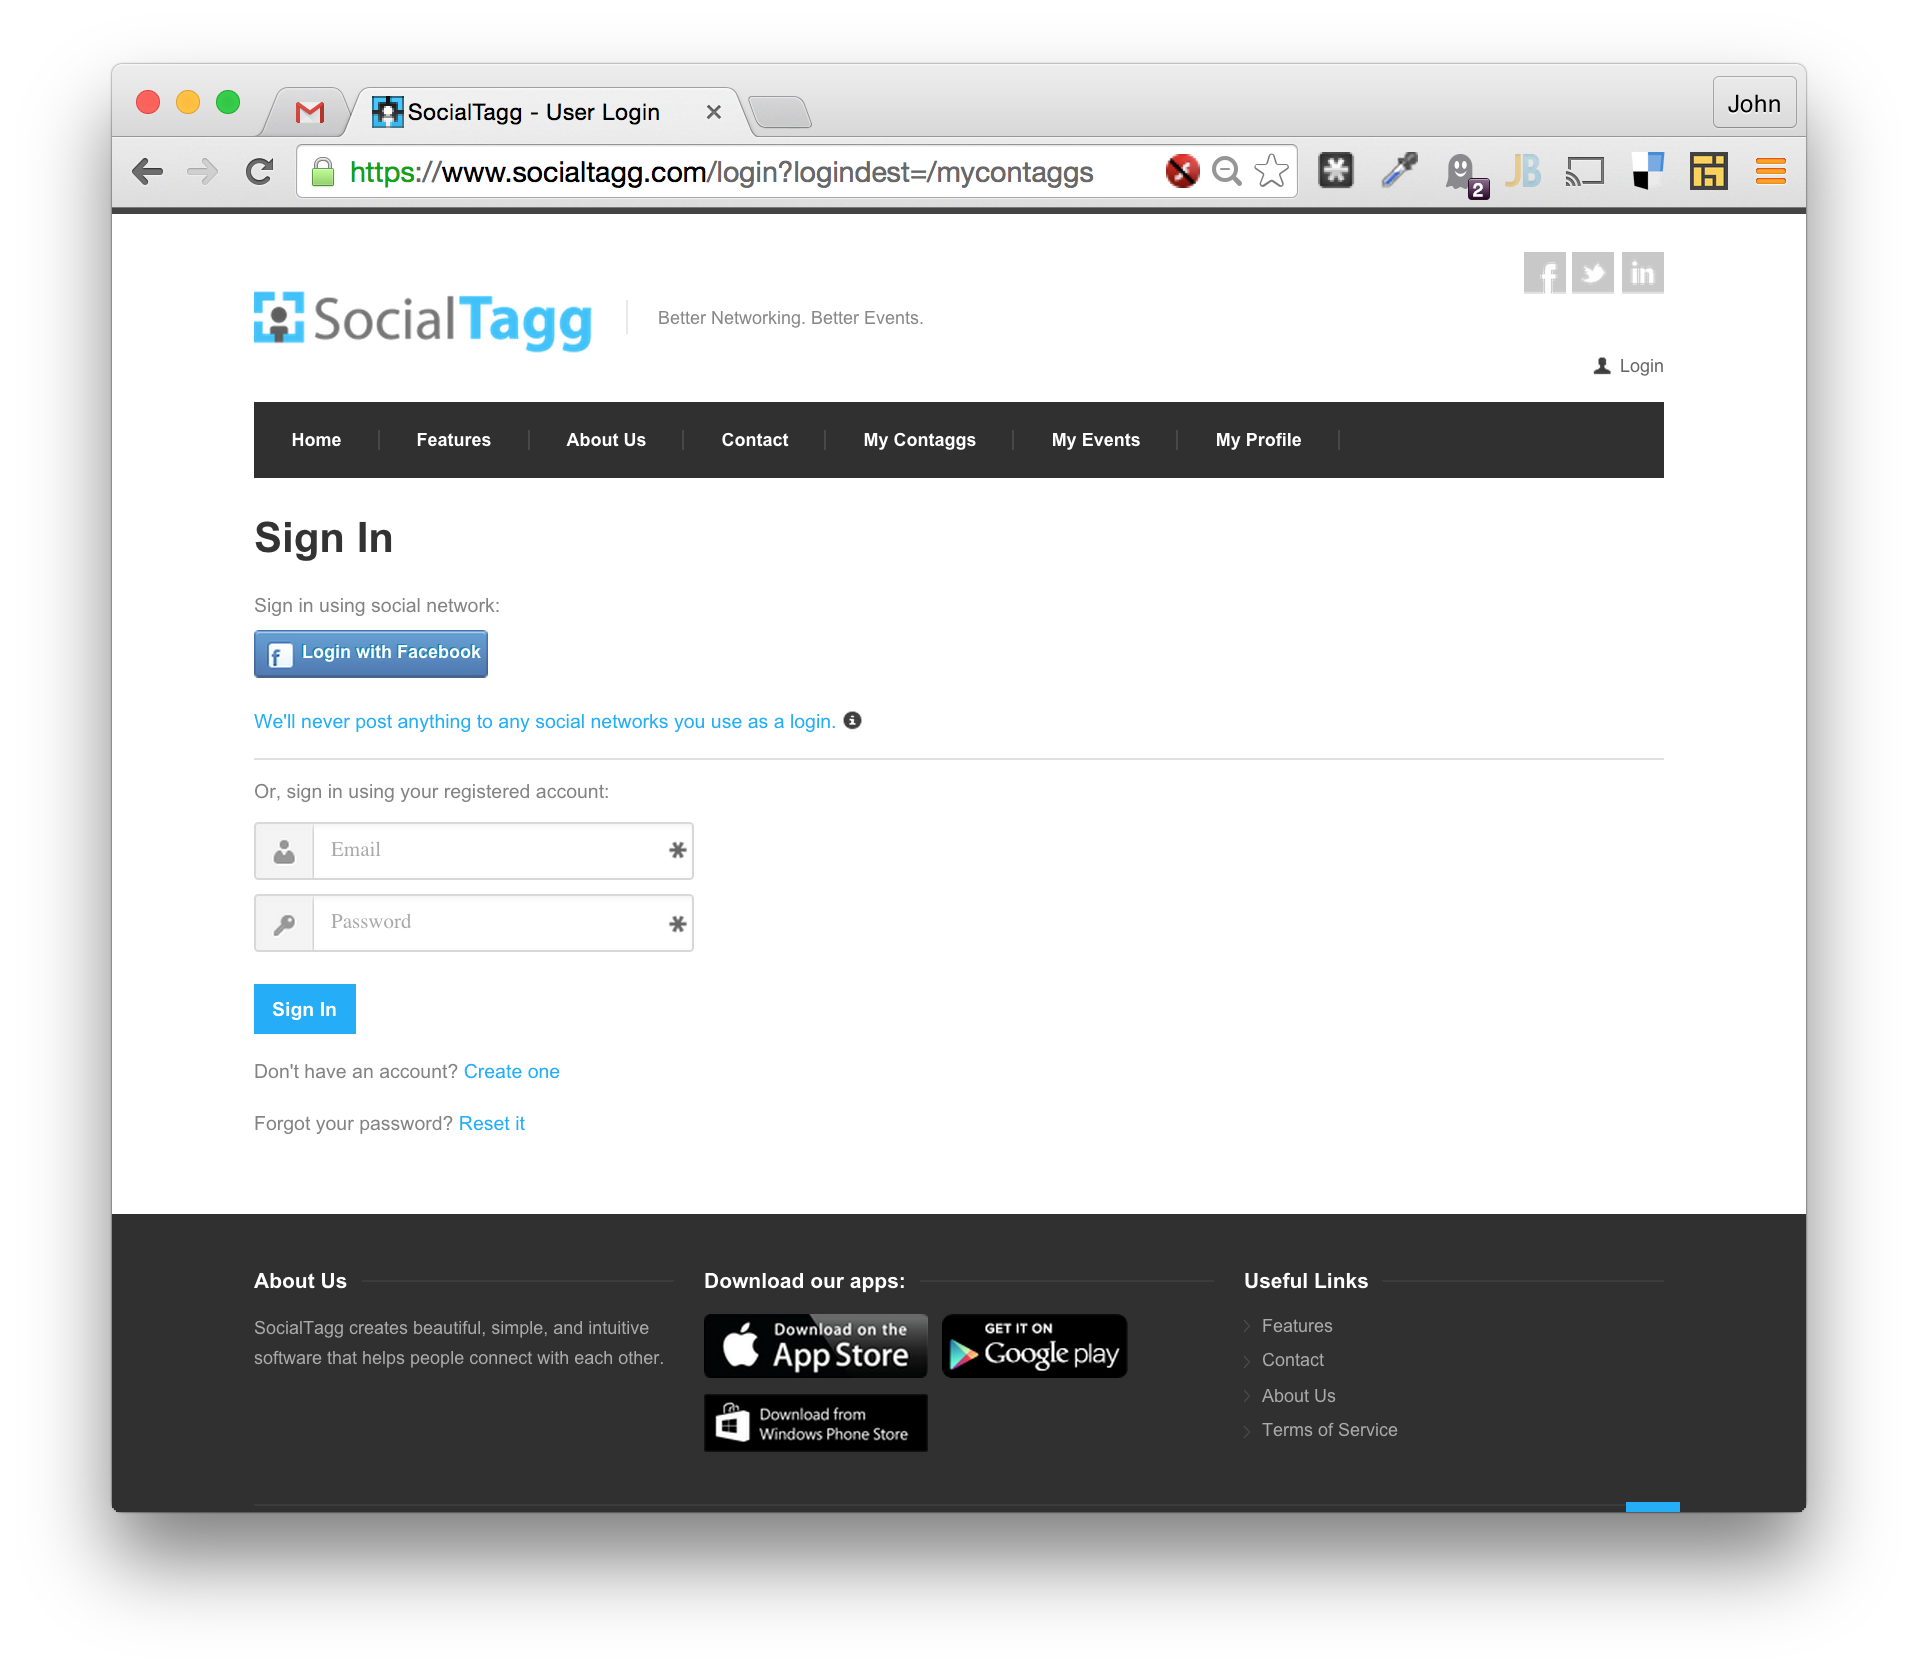 SocialTagg - User Login
John
https://www.socialtagg.com/login?logindest=/mycontaggs
2
JB
SocialTagg
Better Networking. Better Events.
Login
Home
Features
About Us
Contact
My Contaggs
My Events
My Profile
Sign In
Sign in using social network:
Login with Facebook
We'll never post anything to any social networks you use as a login.
Or, sign in using your registered account:
Email
Password
Sign In
Don't have an account? Create one
Forgot your password? Reset it
About Us
SocialTagg creates beautiful, simple, and intuitive
software that helps people connect with each other.
Download our apps:
Download on the
App Store
GET IT ON
Google play
Download from
Windows Phone Store
Useful Links
Features
Contact
About Us
Terms of Service